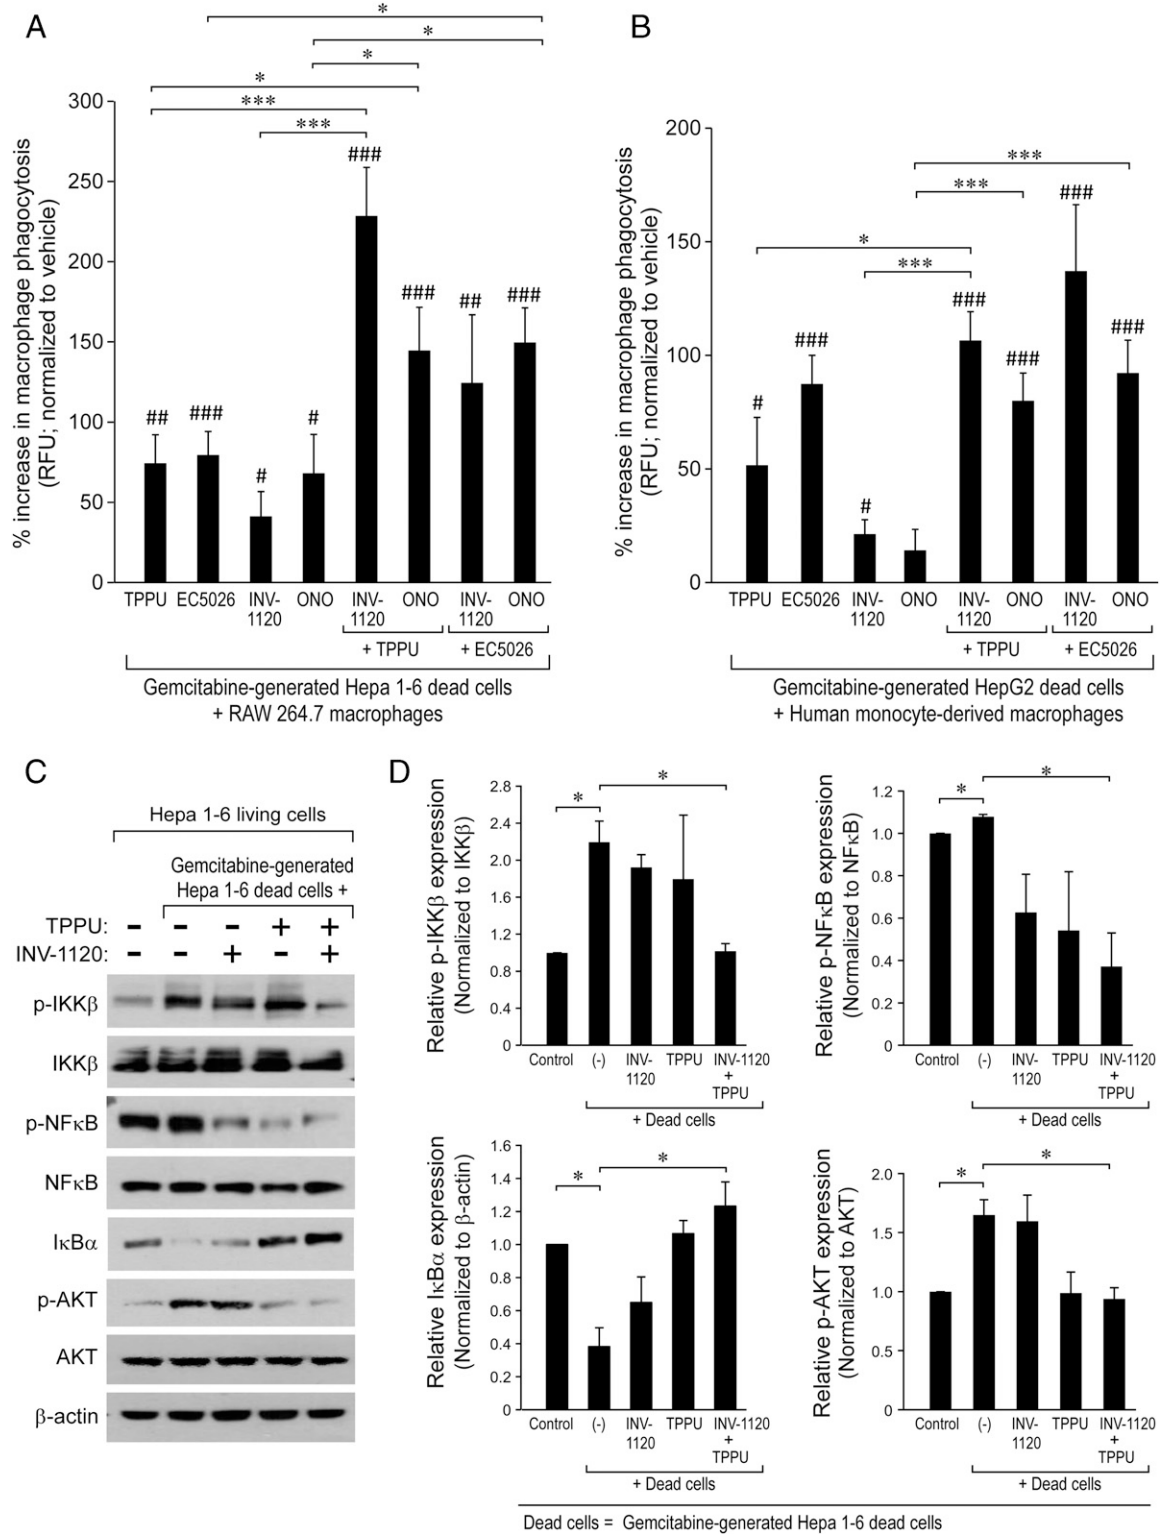 A
*
*
*
*
***
***
300
250
200
150
100
50
0
% increase in macrophage phagocytosis
(RFU; normalized to vehicle)
## ### # # ### ### ## ###
TPPU EC5026 INV- ONO INV- ONO INV- ONO
1120 1120 1120
+ TPPU + EC5026
Gemcitabine-generated Hepa 1-6 dead cells
+ RAW 264.7 macrophages
B
200
150
100
50
0
% increase in macrophage phagocytosis
(RFU; normalized to vehicle)
***
***
*
***
# ### # ### ### ### ###
TPPU EC5026 INV- ONO INV- ONO INV- ONO
1120 1120 1120
+ TPPU + EC5026
Gemcitabine-generated HepG2 dead cells
+ Human monocyte-derived macrophages
C
Hepa 1-6 living cells
Gemcitabine-generated
Hepa 1-6 dead cells +
TPPU: - - - + +
INV-1120: - - + - +
p-IKKβ
IKKβ
p-NFκB
NFκB
IκBα
p-AKT
AKT
β-actin
D
Relative p-IKKβ expression
(Normalized to IKKβ)
2.8
2.4
2.0
1.6
1.2
0.8
0.4
0
*
*
Control (-) INV- TPPU INV-1120
1120 +
TPPU
+ Dead cells
Relative p-NFκB expression
(Normalized to NFκB)
1.2
1.0
0.8
0.6
0.4
0.2
0
*
*
Control (-) INV- TPPU INV-1120
1120 +
TPPU
+ Dead cells
Relative IκBα expression
(Normalized to β-actin)
1.6
1.4
1.2
1.0
0.8
0.6
0.4
0.2
0
*
*
Control (-) INV- TPPU INV-1120
1120 +
TPPU
+ Dead cells
Relative p-AKT expression
(Normalized to AKT)
2.0
1.5
1.0
0.5
0
*
*
Control (-) INV- TPPU INV-1120
1120 +
TPPU
+ Dead cells
Dead cells = Gemcitabine-generated Hepa 1-6 dead cells